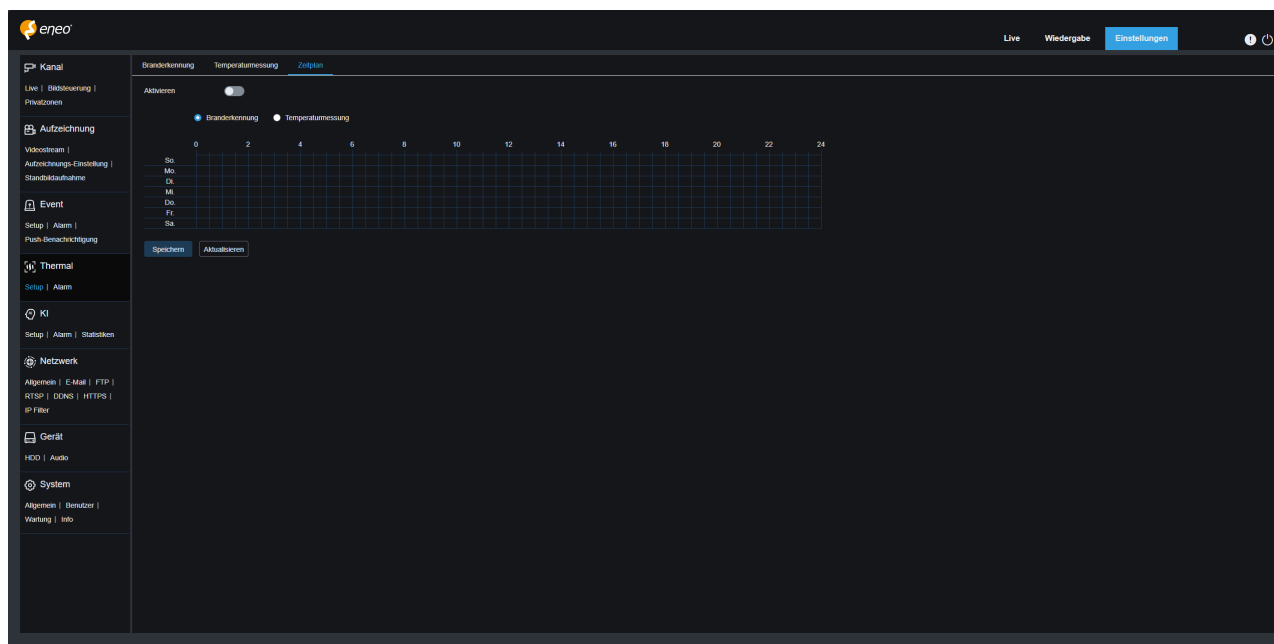 eneo
Live Wiedergabe Einstellungen
Kanal
Live | Bildsteuerung |
Privatzonen
Aufzeichnung
Videostream |
Aufzeichnungs-Einstellung |
Standbildaufnahme
Event
Setup | Alarm |
Push-Benachrichtigung
Thermal
Setup | Alarm
KI
Setup | Alarm | Statistiken
Netzwerk
Allgemein | E-Mail | FTP |
RTSP | DDNS | HTTPS |
IP Filter
Gerät
HDD | Audio
System
Allgemein | Benutzer |
Wartung | Info
Branderkennung Temperaturmessung Zeitplan
Aktivieren
Branderkennung Temperaturmessung
0 2 4 6 8 10 12 14 16 18 20 22 24
So.
Mo.
Di.
Mi.
Do.
Fr.
Sa.
Speichern Aktualisieren